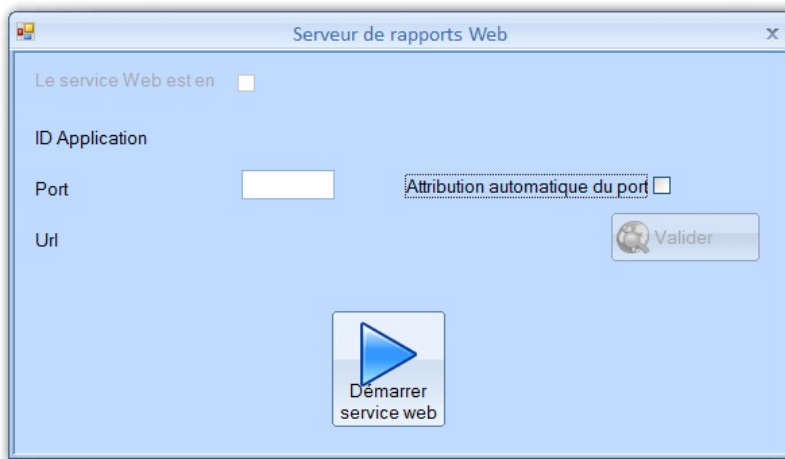 Serveur de rapports Web
Le service Web est en
ID Application
Port
Attribution automatique du port
Url
Valider
Démarrer
service web